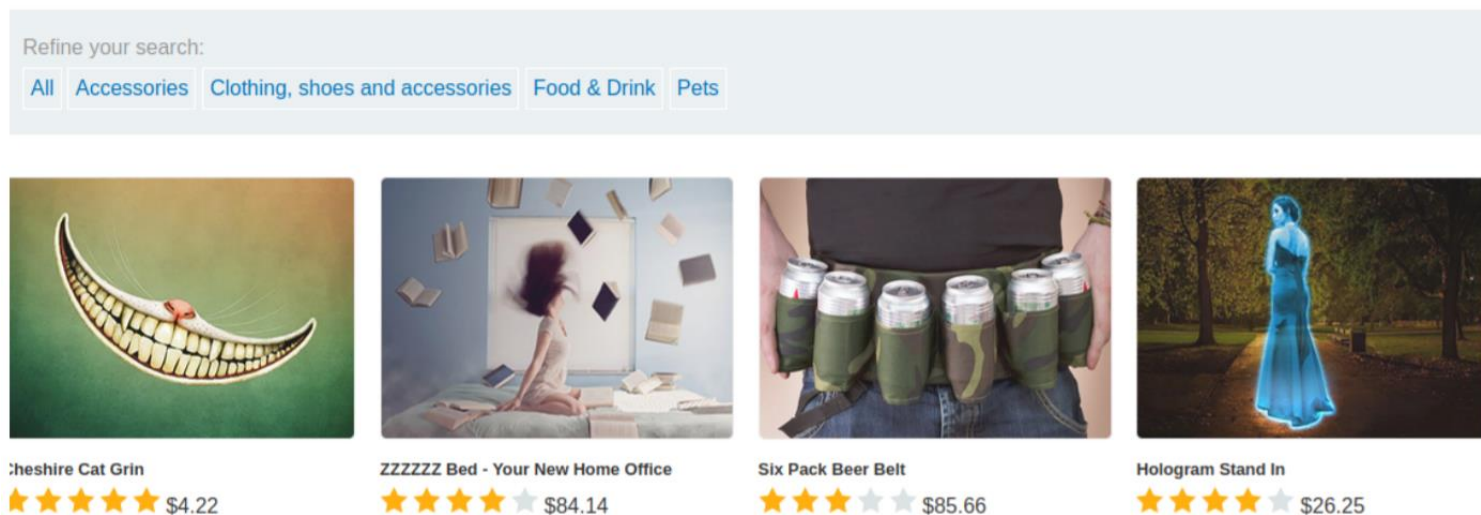 Refine your search:
All Accessories Clothing, shoes and accessories Food & Drink Pets
Cheshire Cat Grin
$4.22
ZZZZZZ Bed - Your New Home Office
$84.14
Six Pack Beer Belt
$85.66
Hologram Stand In
$26.25